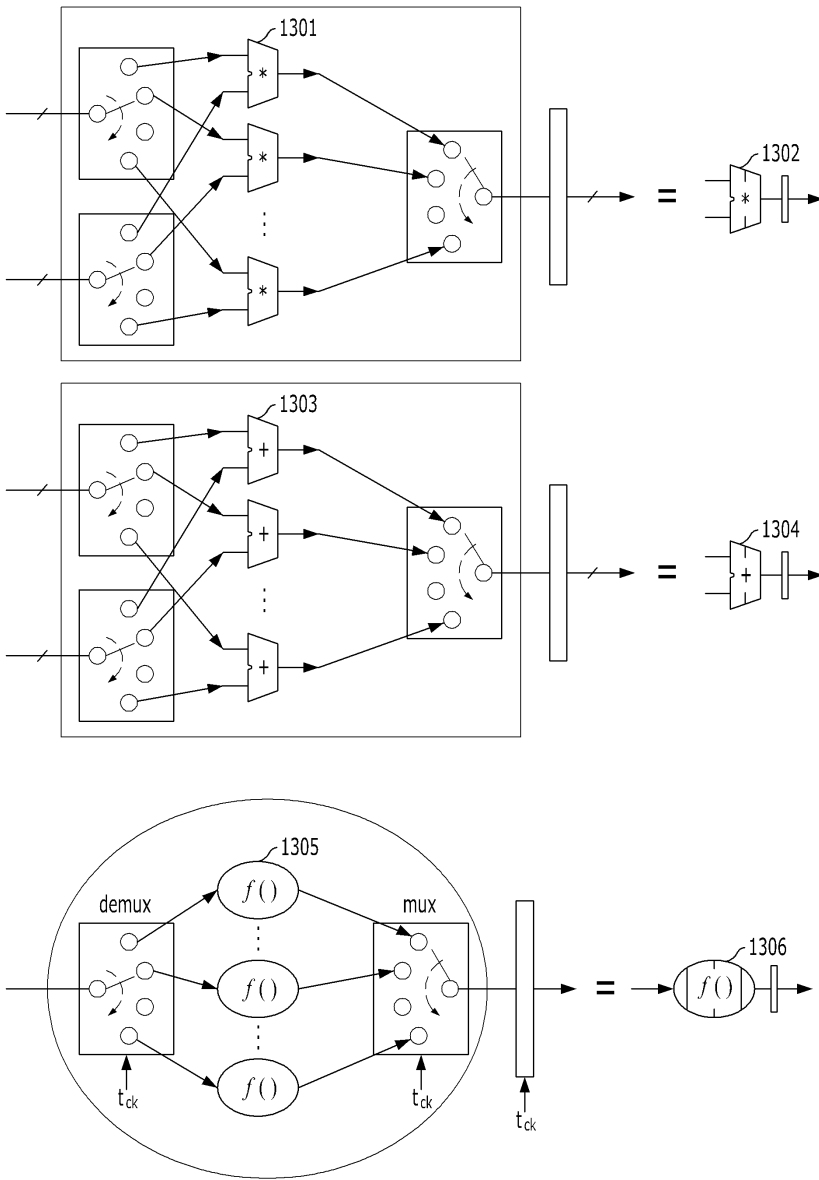 1301
*
*
*
=
1302
*
1303
+
+
+
=
1304
+
1305
f()
demux
mux
f()
f()
=
1306
f()
tck
tck
tck